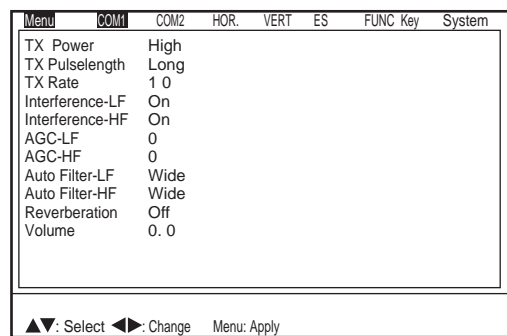 Menu COM1 COM2 HOR. VERT ES FUNC Key System
TX Power High
TX Pulselength Long
TX Rate 1 0
Interference-LF On
Interference-HF On
AGC-LF 0
AGC-HF 0
Auto Filter-LF Wide
Auto Filter-HF Wide
Reverberation Off
Volume 0. 0
▲▼: Select ◀▶: Change Menu: Apply